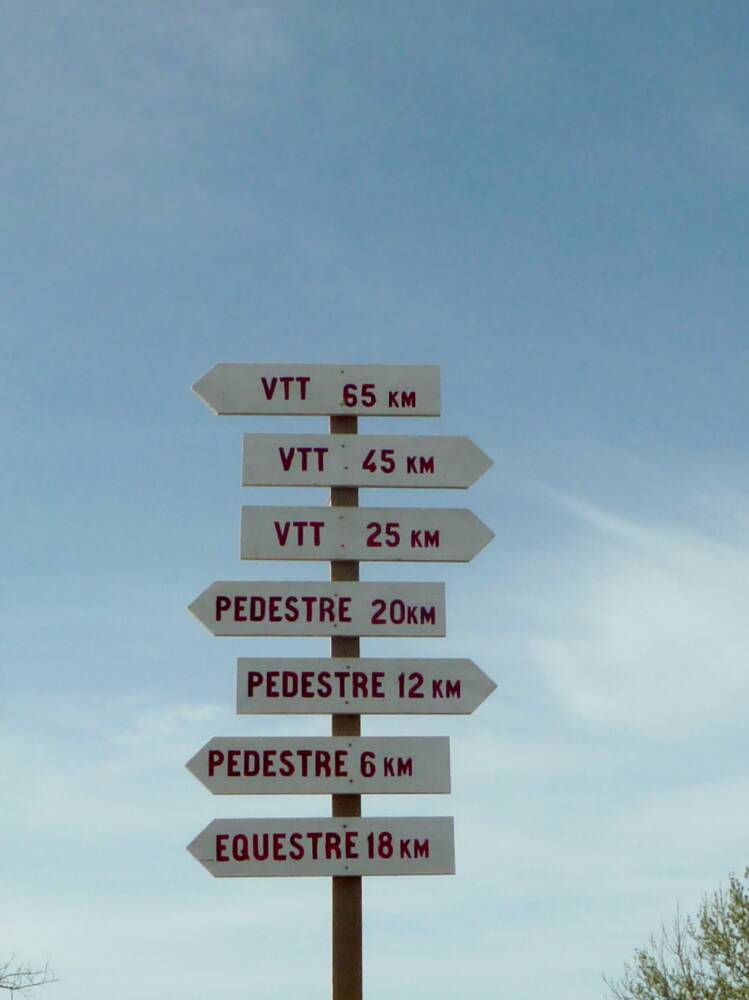 VTT 65 KM
VTT 45 KM
VTT 25 KM
PEDESTRE 20KM
PEDESTRE 12 KM
PEDESTRE 6 KM
EQUESTRE 18 KM